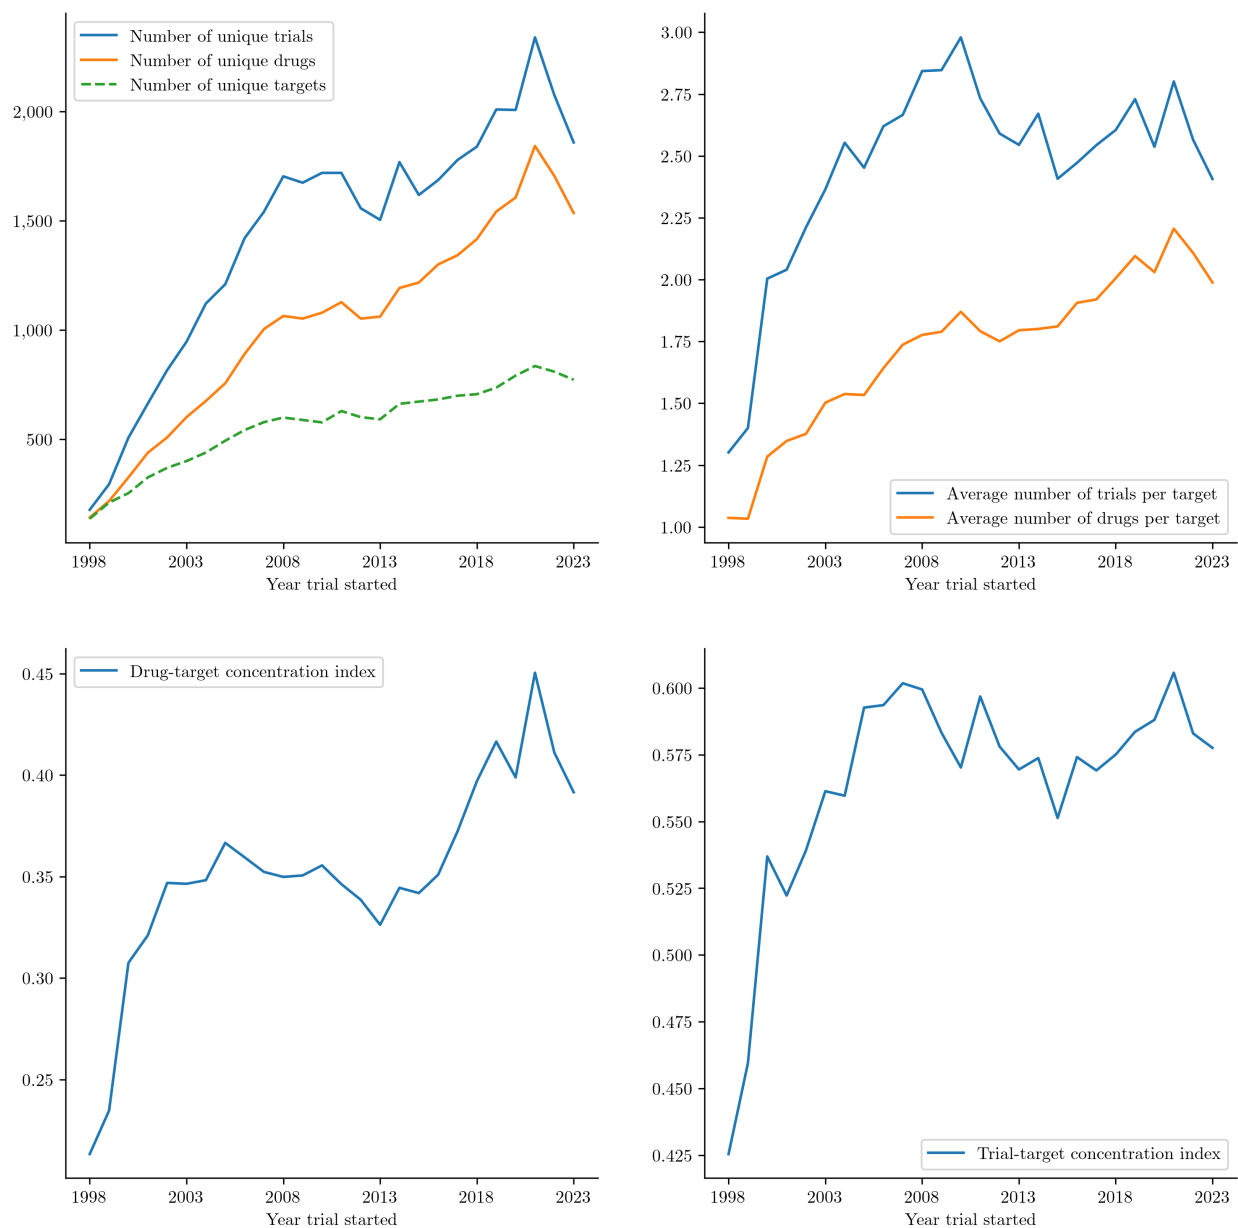 Number of unique trials
Number of unique drugs
Number of unique targets
2,000
1,500
1,000
500
1998 2003 2008 2013 2018 2023
Year trial started
3.00
2.75
2.50
2.25
2.00
1.75
1.50
1.25
1.00
Average number of trials per target
Average number of drugs per target
1998 2003 2008 2013 2018 2023
Year trial started
Drug-target concentration index
0.45
0.40
0.35
0.30
0.25
1998 2003 2008 2013 2018 2023
Year trial started
0.600
0.575
0.550
0.525
0.500
0.475
0.450
0.425
Trial-target concentration index
1998 2003 2008 2013 2018 2023
Year trial started